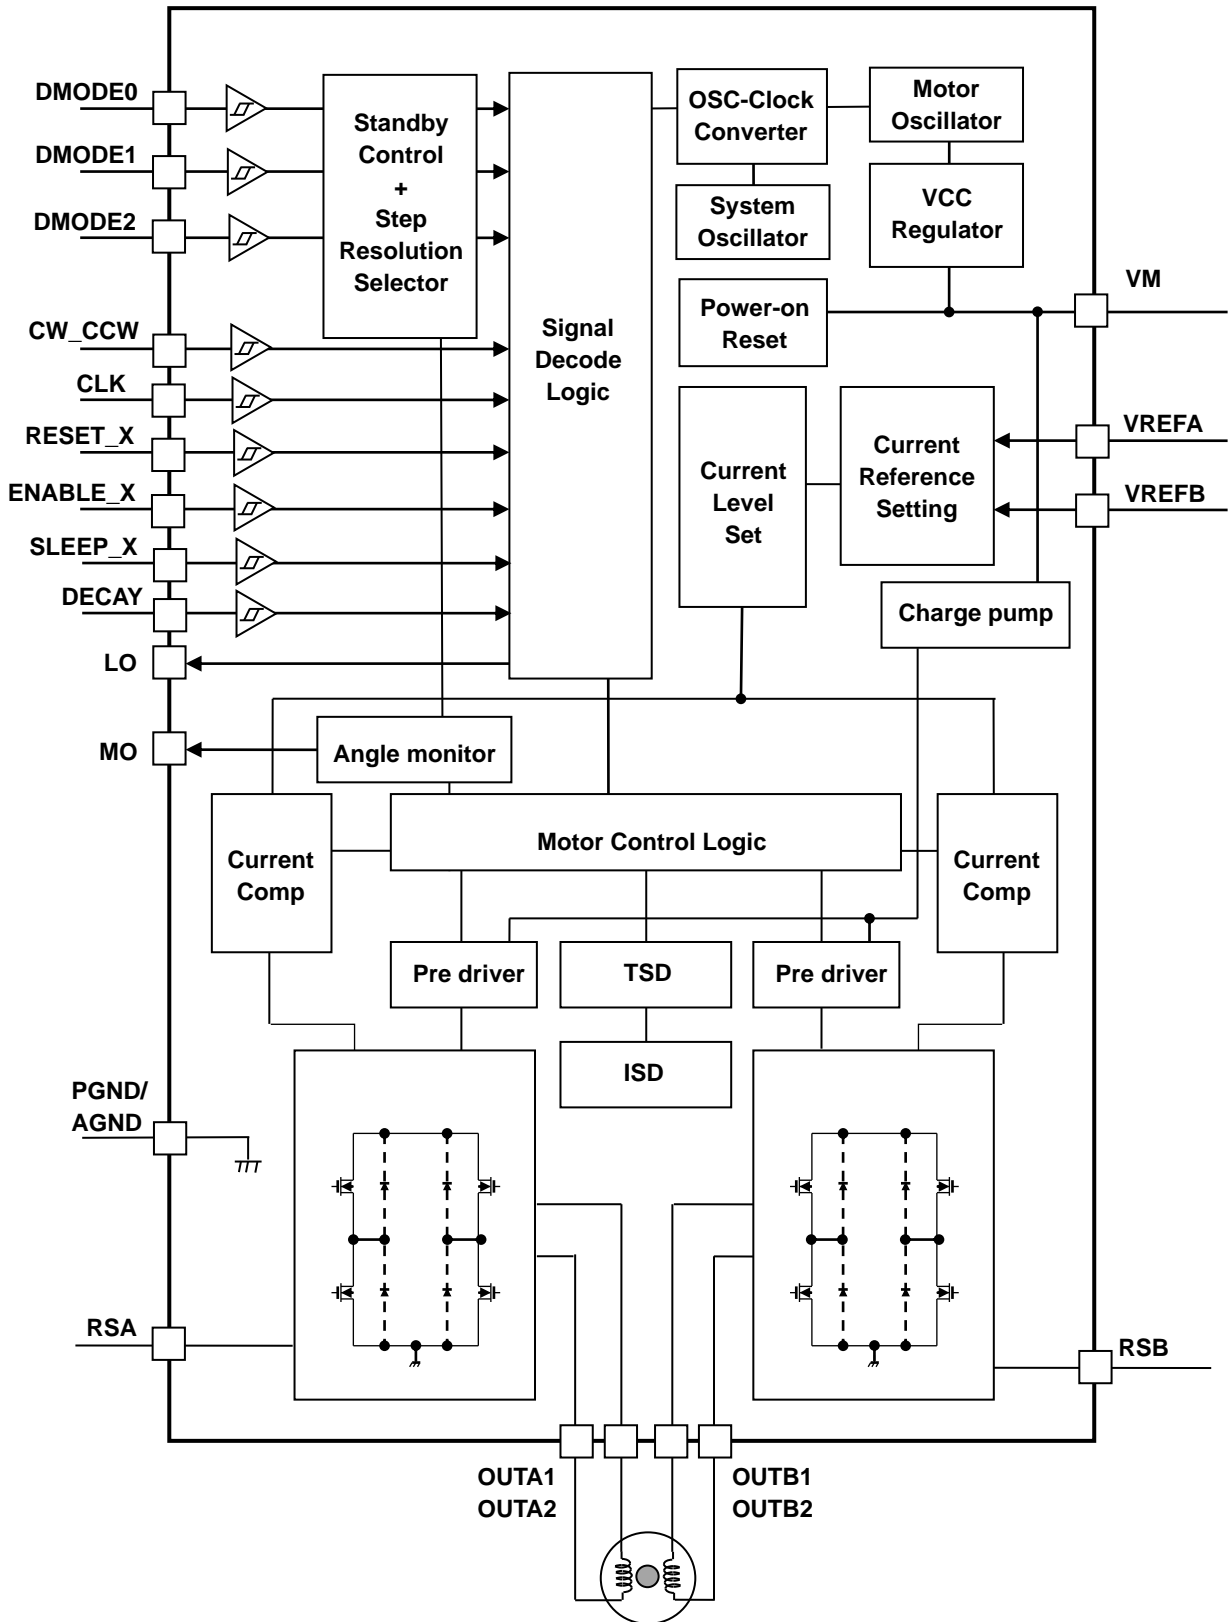 DMODE0
DMODE1
DMODE2
CW_CCW
CLK
RESET_X
ENABLE_X
SLEEP_X
DECAY
LO
MO
PGND/
AGND
RSA
Standby
Control
+
Step
Resolution
Selector
Signal
Decode
Logic
OSC-Clock
Converter
Motor
Oscillator
System
Oscillator
VCC
Regulator
Power-on
Reset
VM
Current
Level
Set
Current
Reference
Setting
VREFA
VREFB
Charge pump
Angle monitor
Motor Control Logic
Current
Comp
Current
Comp
Pre driver
TSD
Pre driver
ISD
RSB
OUTA1
OUTA2
OUTB1
OUTB2